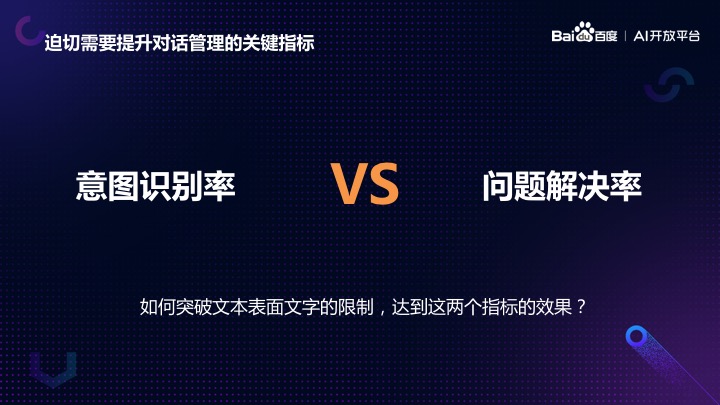 迫切需要提升对话管理的关键指标
Bai du 百度 | AI开放平台
意图识别率 VS 问题解决率
如何突破文本表面文字的限制，达到这两个指标的效果？